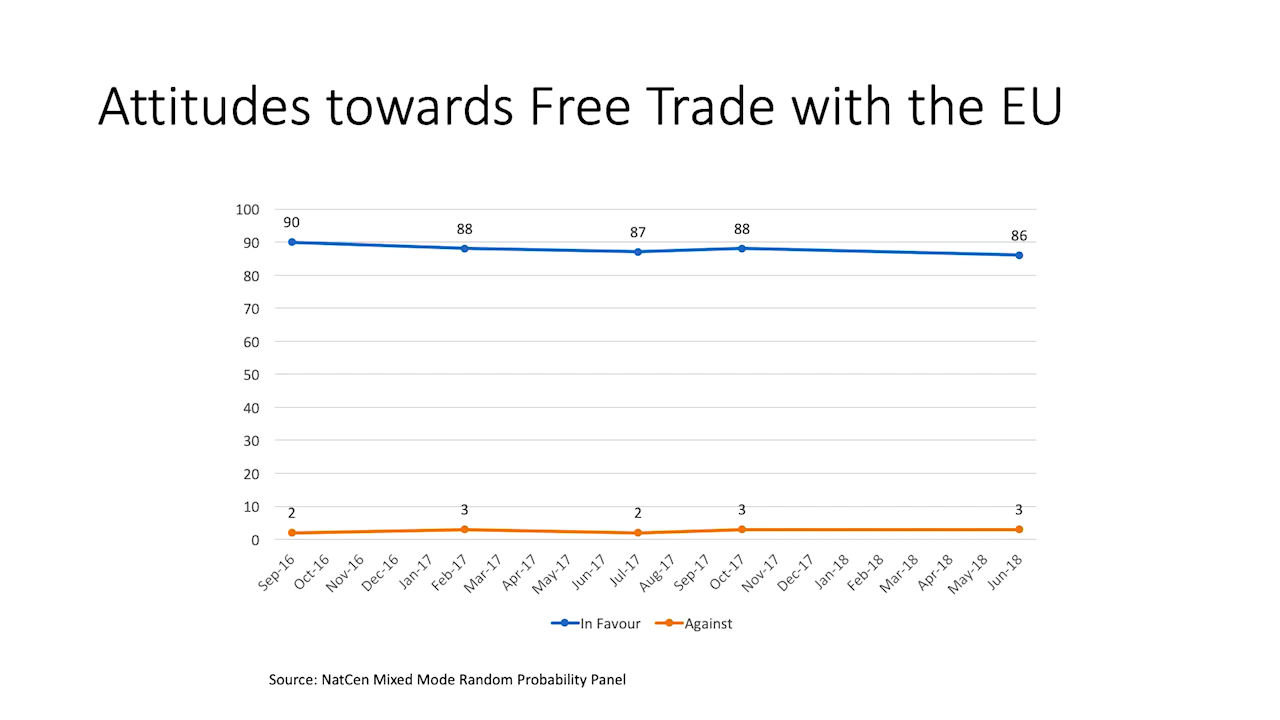 Attitudes towards Free Trade with the EU
100
90
80
70
60
50
40
30
20
10
0
90
88
87
88
86
2
3
2
3
3
Sep-16
Oct-16
Nov-16
Dec-16
Jan-17
Feb-17
Mar-17
Apr-17
May-17
Jun-17
Jul-17
Aug-17
Sep-17
Oct-17
Nov-17
Dec-17
Jan-18
Feb-18
Mar-18
Apr-18
May-18
Jun-18
In Favour
Against
Source: NatCen Mixed Mode Random Probability Panel